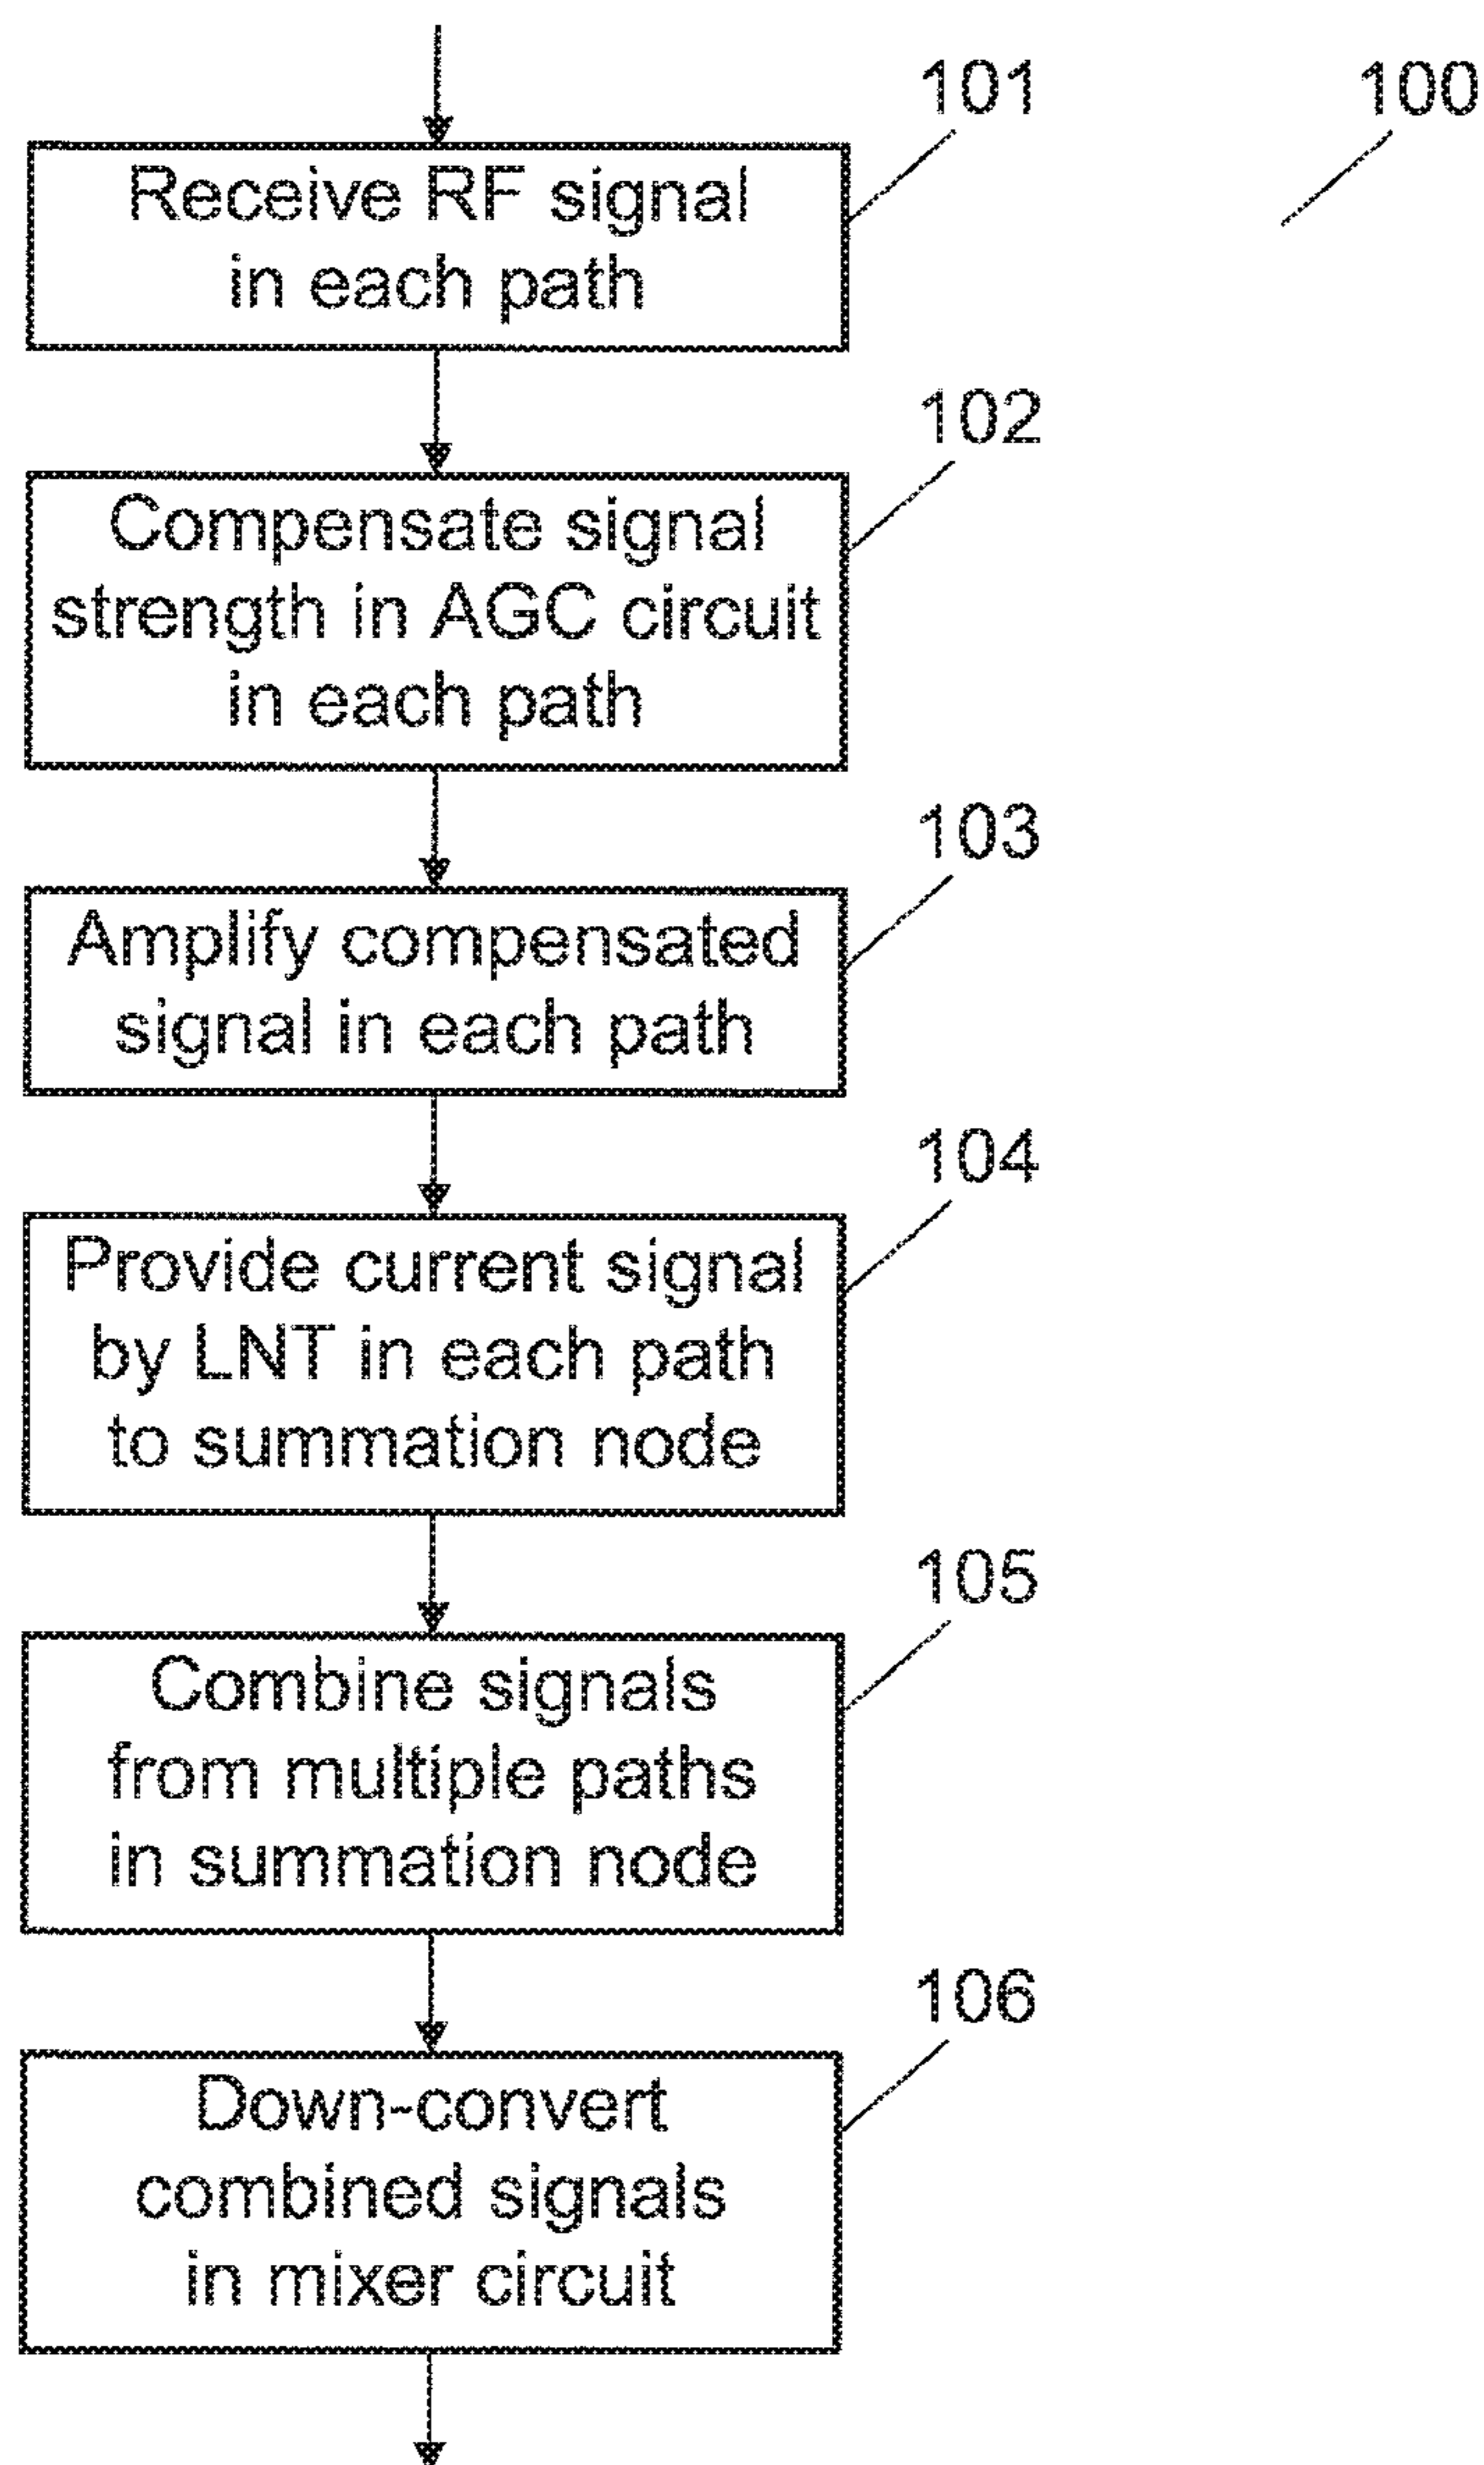 101
100
Receive RF signal
in each path
102
Compensate signal
strength in AGC circuit
in each path
103
Amplify compensated
signal in each path
104
Provide current signal
by LNT in each path
to summation node
105
Combine signals
from multiple paths
in summation node
106
Down-convert
combined signals
in mixer circuit